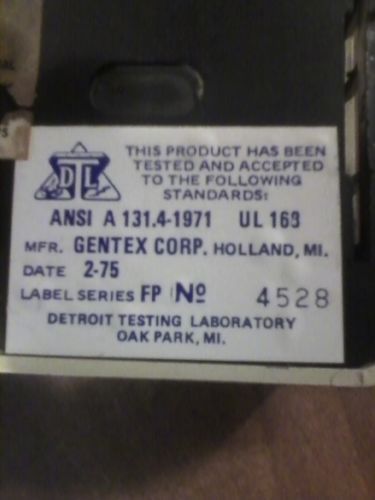 DTL
THIS PRODUCT HAS BEEN
TESTED AND ACCEPTED
TO THE FOLLOWING
STANDARDS:
ANSI A 131.4-1971 UL 168
MFR. GENTEX CORP. HOLLAND, MI.
DATE 2-75
LABEL SERIES FP Nº 4528
DETROIT TESTING LABORATORY
OAK PARK, MI.